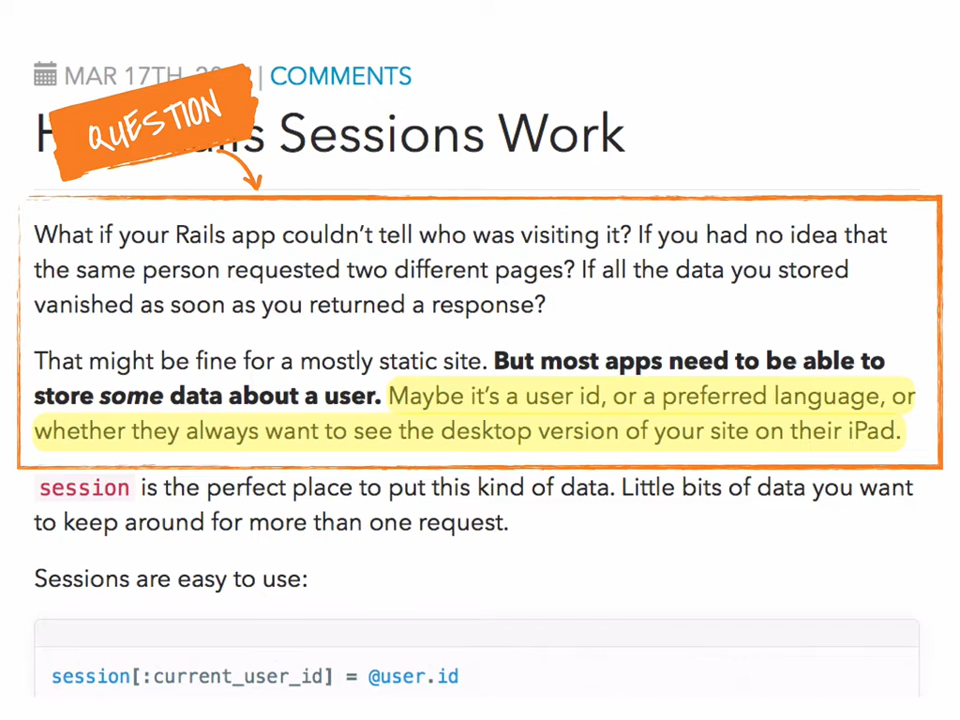 MAR 17TH, | COMMENTS
QUESTION
Sessions Work
What if your Rails app couldn't tell who was visiting it? If you had no idea that
the same person requested two different pages? If all the data you stored
vanished as soon as you returned a response?
That might be fine for a mostly static site. But most apps need to be able to
store some data about a user. Maybe it's a user id, or a preferred language, or
whether they always want to see the desktop version of your site on their iPad.
session is the perfect place to put this kind of data. Little bits of data you want
to keep around for more than one request.
Sessions are easy to use:
session[:current_user_id] = @user.id